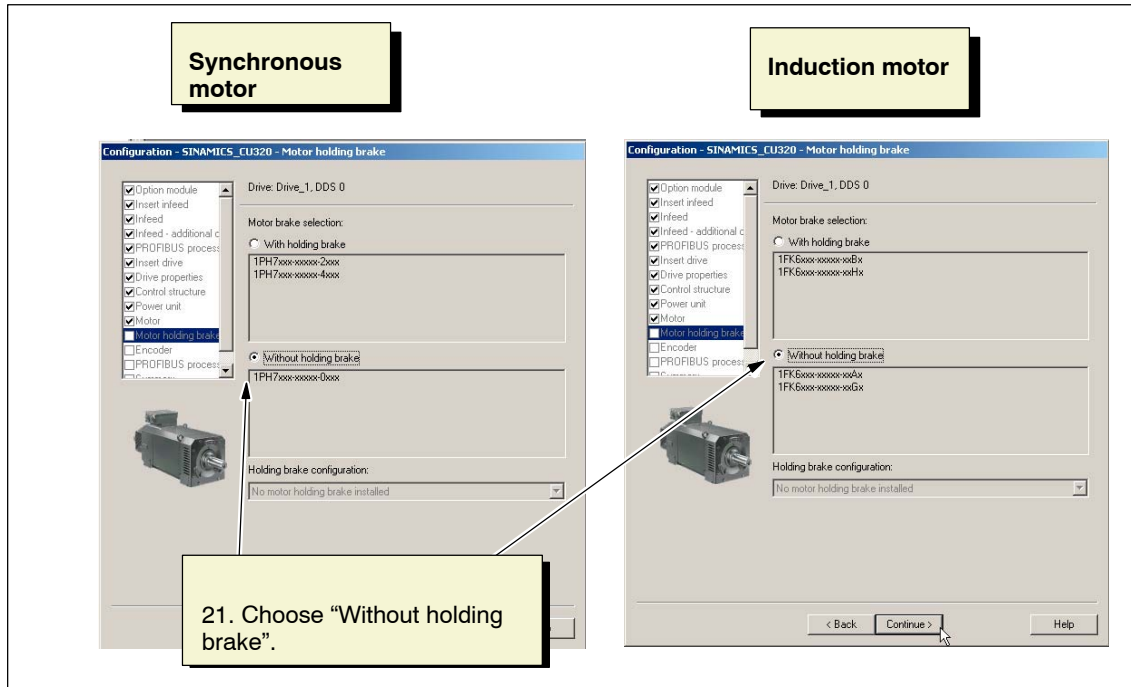 Synchronous
motor
Induction motor
Configuration - SINAMICS_CU320 - Motor holding brake
Option module
Insert infeed
Infeed
Infeed - additional c
PROFIBUS process
Insert drive
Drive properties
Control structure
Power unit
Motor
Motor holding brake
Encoder
PROFIBUS process
Drive: Drive_1, DDS 0
Motor brake selection:
With holding brake
1PH7xxx-xxxxx-2xxx
1PH7xxx-xxxxx-4xxx
Without holding brake
1PH7xxx-xxxxx-0xxx
Holding brake configuration:
No motor holding brake installed
Configuration - SINAMICS_CU320 - Motor holding brake
Option module
Insert infeed
Infeed
Infeed - additional c
PROFIBUS process
Insert drive
Drive properties
Control structure
Power unit
Motor
Motor holding brake
Encoder
PROFIBUS process
Drive: Drive_1, DDS 0
Motor brake selection:
With holding brake
1FK6xxx-xxxxx-xxBx
1FK6xxx-xxxxx-xxHx
Without holding brake
1FK6xxx-xxxxx-xxAx
1FK6xxx-xxxxx-xxGx
Holding brake configuration:
No motor holding brake installed
< Back
Continue >
Help
21. Choose “Without holding
brake”.